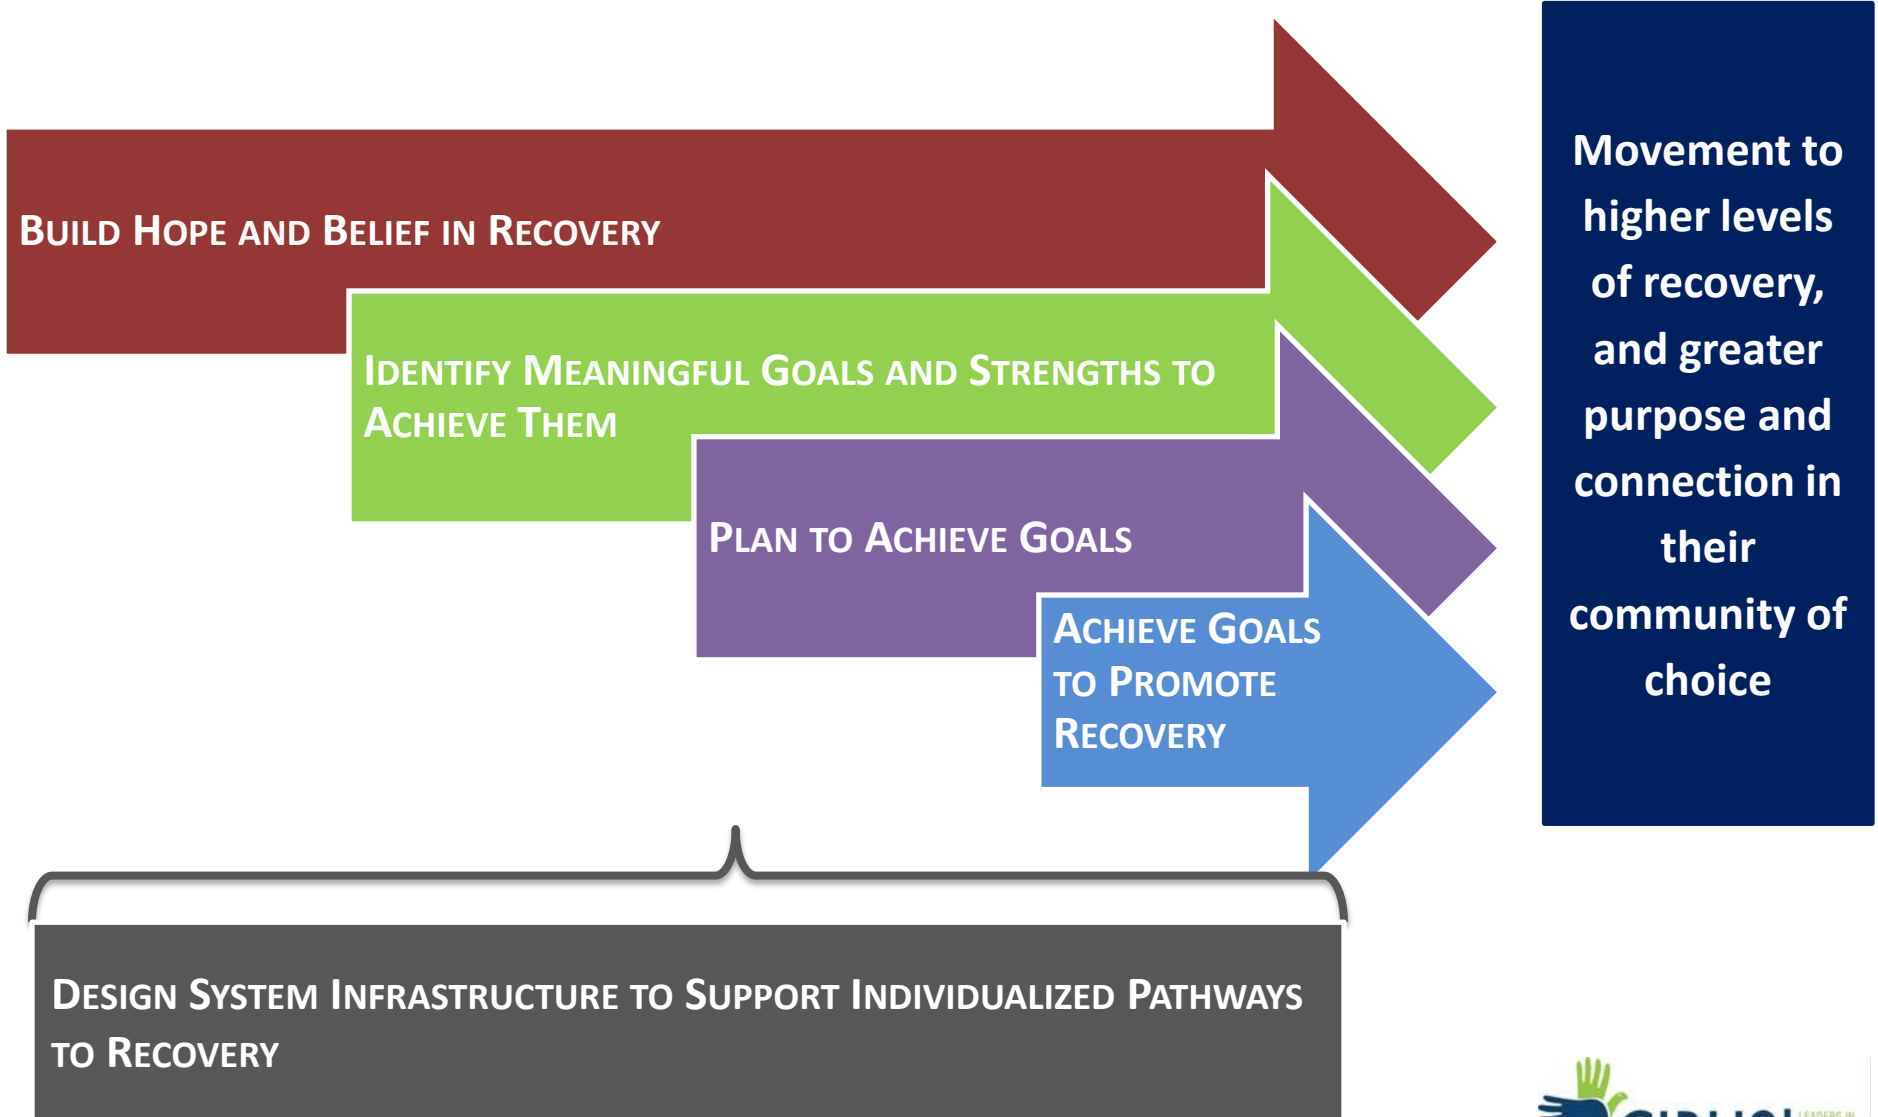 BUILD HOPE AND BELIEF IN RECOVERY
IDENTIFY MEANINGFUL GOALS AND STRENGTHS TO
ACHIEVE THEM
PLAN TO ACHIEVE GOALS
ACHIEVE GOALS
TO PROMOTE
RECOVERY
Movement to
higher levels
of recovery,
and greater
purpose and
connection in
their
community of
choice
DESIGN SYSTEM INFRASTRUCTURE TO SUPPORT INDIVIDUALIZED PATHWAYS
TO RECOVERY
LEADERS IN